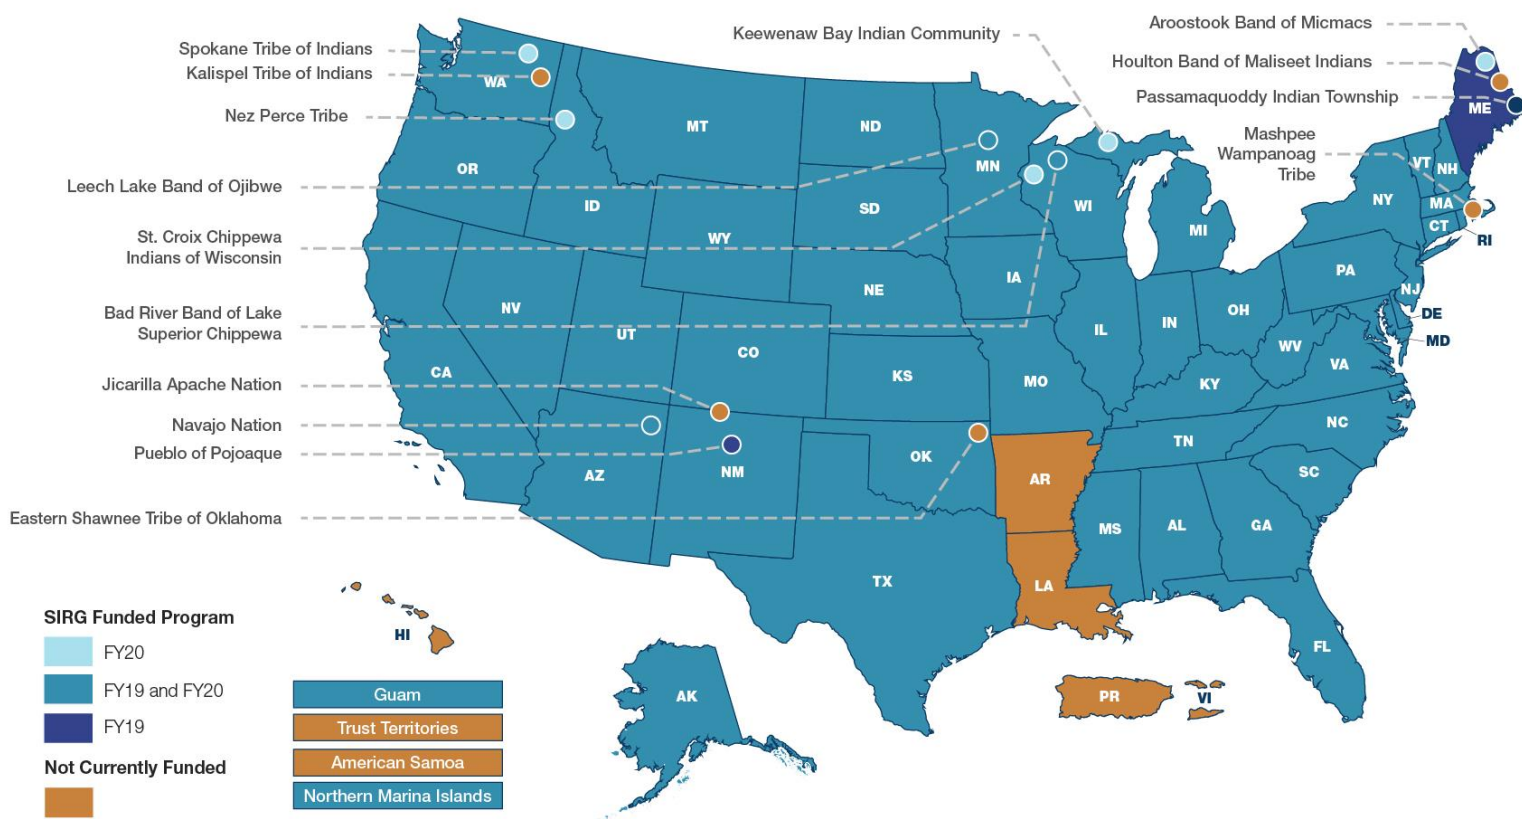 Keewenaw Bay Indian Community
Aroostook Band of Micmacs
Houlton Band of Maliseet Indians
Passamaquoddy Indian Township
Mashpee
Wampanoag
Tribe
Spokane Tribe of Indians
Kalispel Tribe of Indians
Nez Perce Tribe
Leech Lake Band of Ojibwe
St. Croix Chippewa
Indians of Wisconsin
Bad River Band of Lake
Superior Chippewa
Jicarilla Apache Nation
Navajo Nation
Pueblo of Pojoaque
Eastern Shawnee Tribe of Oklahoma
WA
MT
ND
MN
ME
OR
ID
WY
SD
WI
MI
NY
VT
NH
MA
CT
RI
NV
UT
CO
NE
IA
IL
IN
OH
PA
NJ
DE
MD
CA
KS
MO
KY
WV
VA
AZ
NM
OK
AR
TN
NC
SC
TX
LA
MS
AL
GA
FL
HI
AK
PR
VI
SIRG Funded Program
FY20
FY19 and FY20
FY19
Not Currently Funded
Guam
Trust Territories
American Samoa
Northern Marina Islands